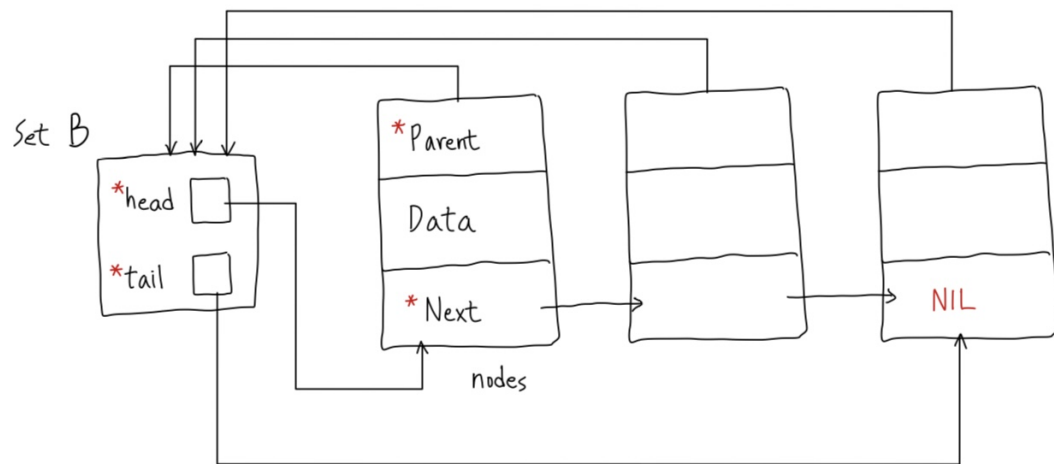 Set B
*head
*tail
*Parent
Data
*Next
NIL
nodes